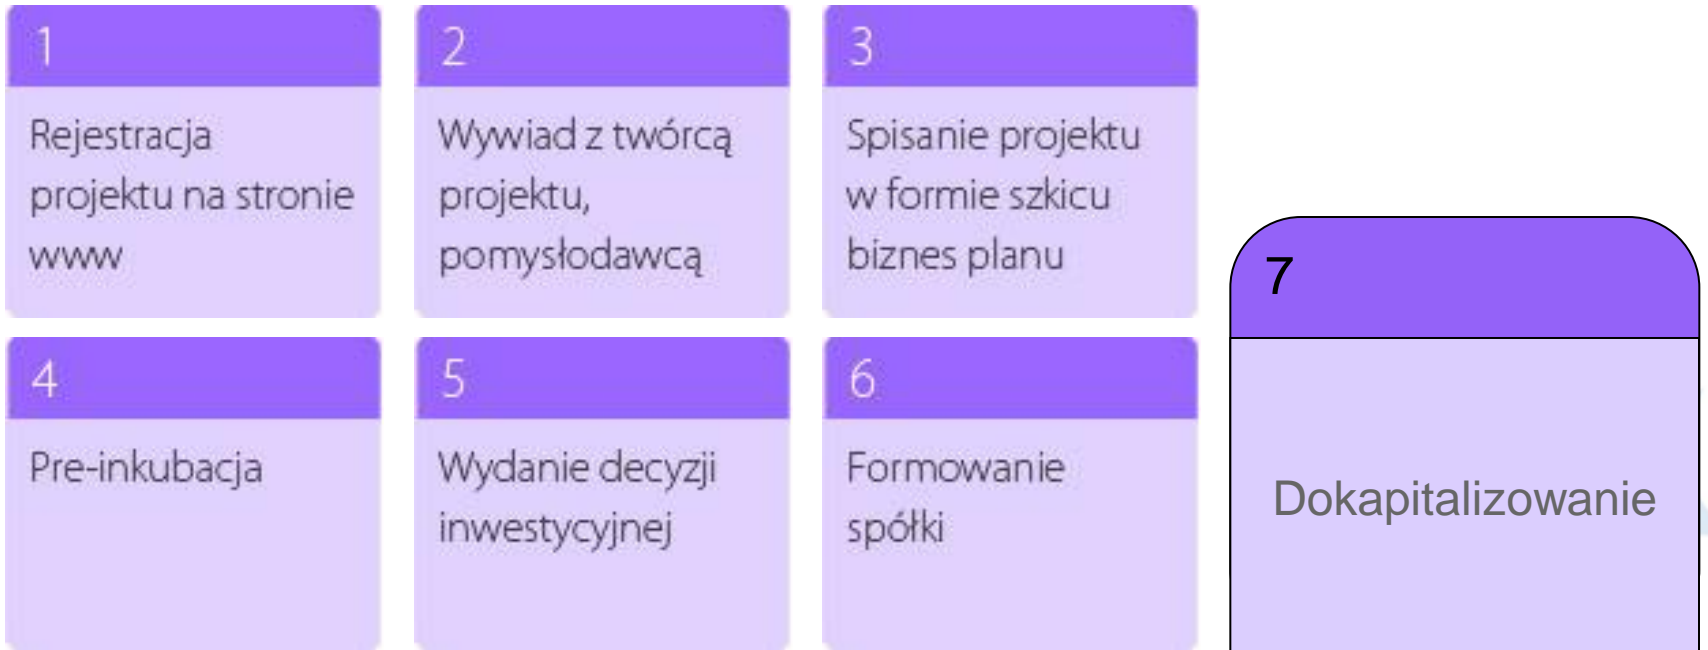 1
Rejestracja
projektu na stronie
www
2
Wywiad z twórcą
projektu,
pomysłodawcą
3
Spisanie projektu
w formie szkicu
biznes planu
4
Pre-inkubacja
5
Wydanie decyzji
inwestycyjnej
6
Formowanie
spółki
7
Dokapitalizowanie